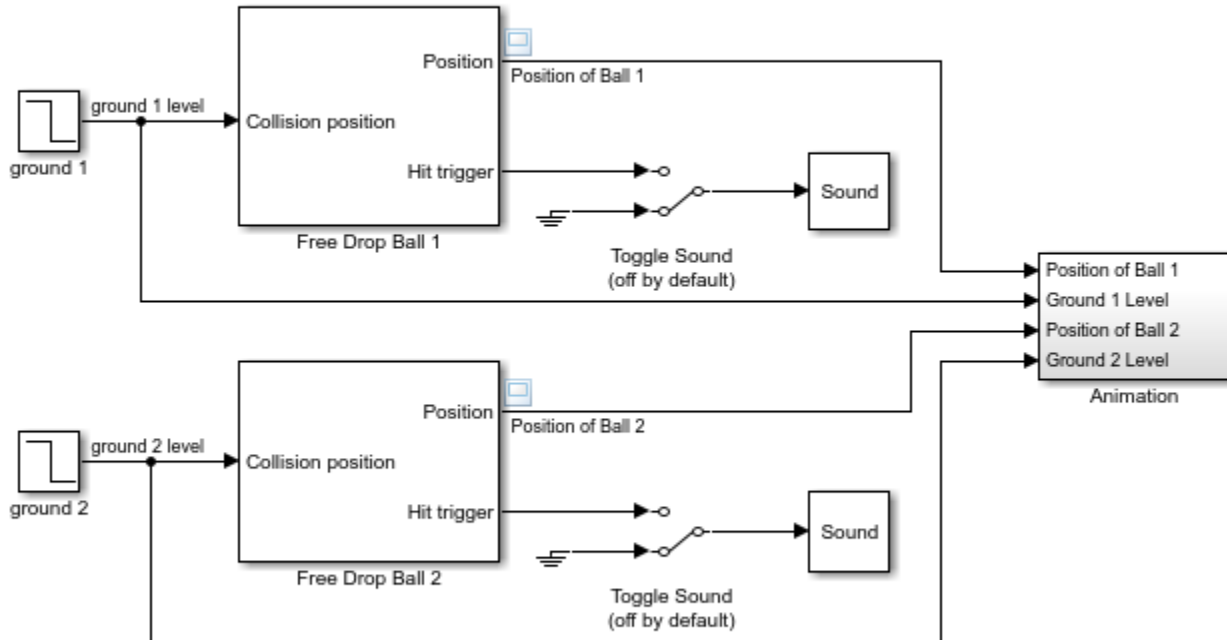 Position
Position of Ball 1
ground 1 level
Collision position
ground 1
Hit trigger
Sound
Free Drop Ball 1
Toggle Sound
(off by default)
Position of Ball 1
Ground 1 Level
Position of Ball 2
Ground 2 Level
Animation
Position
Position of Ball 2
ground 2 level
Collision position
ground 2
Hit trigger
Sound
Free Drop Ball 2
Toggle Sound
(off by default)